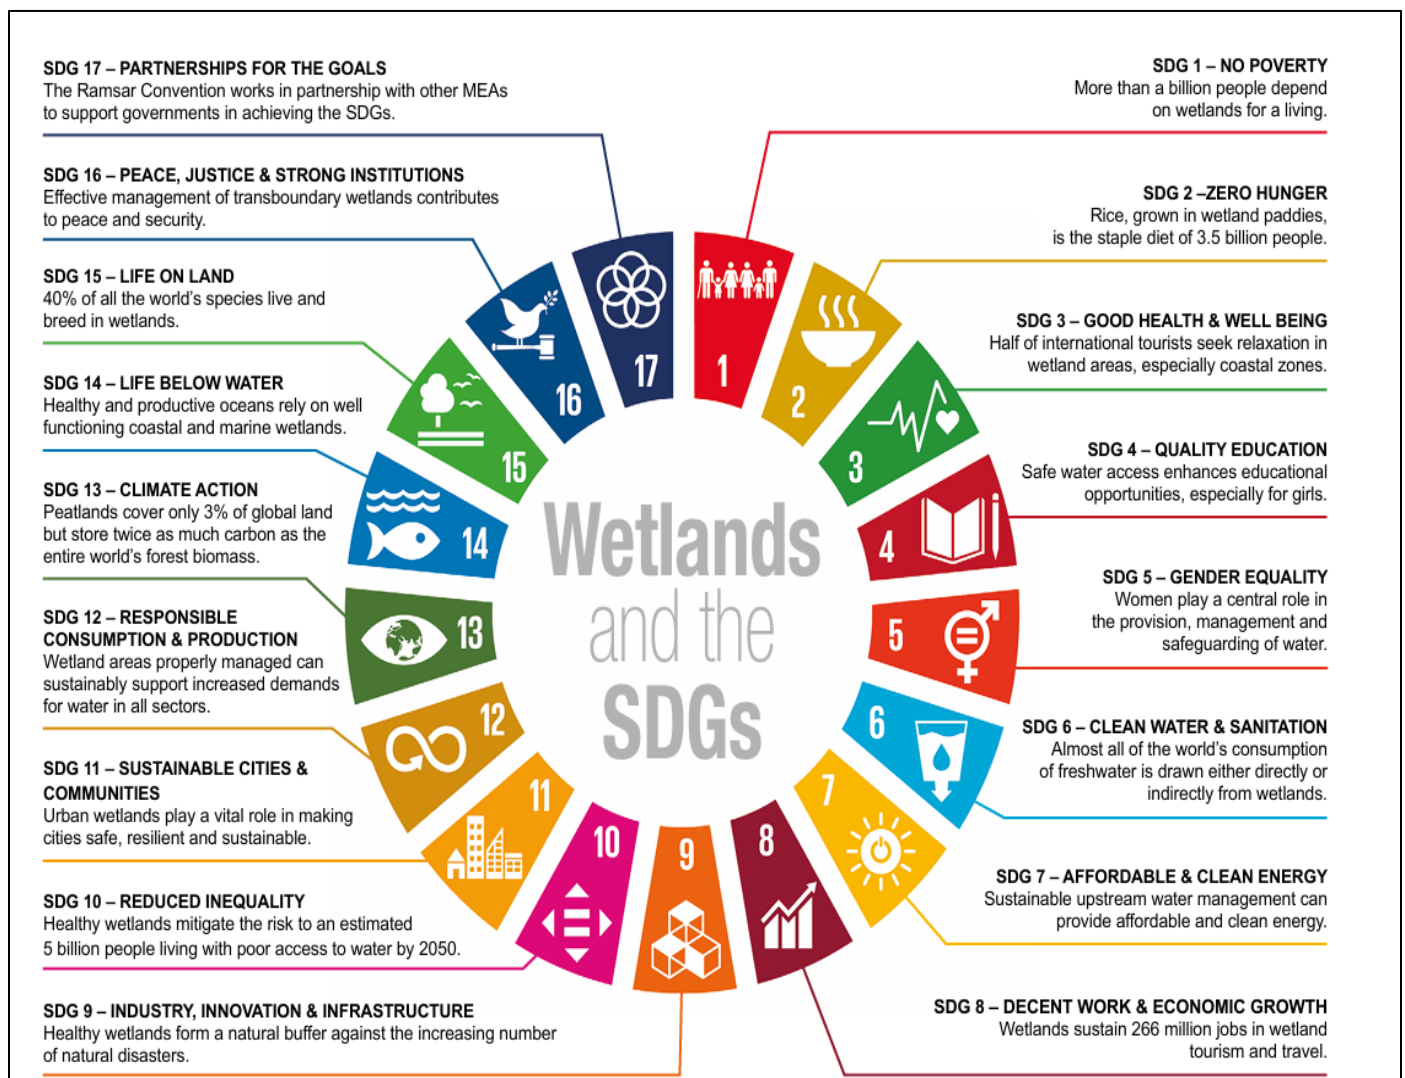 SDG 17 – PARTNERSHIPS FOR THE GOALS
The Ramsar Convention works in partnership with other MEAs
to support governments in achieving the SDGs.
SDG 16 – PEACE, JUSTICE & STRONG INSTITUTIONS
Effective management of transboundary wetlands contributes
to peace and security.
SDG 15 – LIFE ON LAND
40% of all the world's species live and
breed in wetlands.
SDG 14 – LIFE BELOW WATER
Healthy and productive oceans rely on well
functioning coastal and marine wetlands.
SDG 13 – CLIMATE ACTION
Peatlands cover only 3% of global land
but store twice as much carbon as the
entire world's forest biomass.
SDG 12 – RESPONSIBLE
CONSUMPTION & PRODUCTION
Wetland areas properly managed can
sustainably support increased demands
for water in all sectors.
SDG 11 – SUSTAINABLE CITIES &
COMMUNITIES
Urban wetlands play a vital role in making
cities safe, resilient and sustainable.
SDG 10 – REDUCED INEQUALITY
Healthy wetlands mitigate the risk to an estimated
5 billion people living with poor access to water by 2050.
SDG 9 – INDUSTRY, INNOVATION & INFRASTRUCTURE
Healthy wetlands form a natural buffer against the increasing number
of natural disasters.
SDG 1 – NO POVERTY
More than a billion people depend
on wetlands for a living.
SDG 2 –ZERO HUNGER
Rice, grown in wetland paddies,
is the staple diet of 3.5 billion people.
SDG 3 – GOOD HEALTH & WELL BEING
Half of international tourists seek relaxation in
wetland areas, especially coastal zones.
SDG 4 – QUALITY EDUCATION
Safe water access enhances educational
opportunities, especially for girls.
SDG 5 – GENDER EQUALITY
Women play a central role in
the provision, management and
safeguarding of water.
SDG 6 – CLEAN WATER & SANITATION
Almost all of the world's consumption
of freshwater is drawn either directly or
indirectly from wetlands.
SDG 7 – AFFORDABLE & CLEAN ENERGY
Sustainable upstream water management can
provide affordable and clean energy.
SDG 8 – DECENT WORK & ECONOMIC GROWTH
Wetlands sustain 266 million jobs in wetland
tourism and travel.
Wetlands
and the
SDGs
1
2
3
4
5
6
7
8
9
10
11
12
13
14
15
16
17